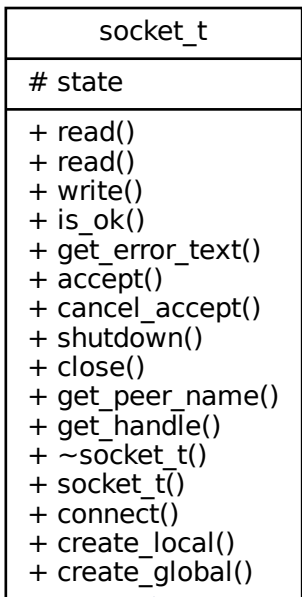 socket_t
# state
+ read()
+ read()
+ write()
+ is_ok()
+ get_error_text()
+ accept()
+ cancel_accept()
+ shutdown()
+ close()
+ get_peer_name()
+ get_handle()
+ ~socket_t()
+ socket_t()
+ connect()
+ create_local()
+ create_global()